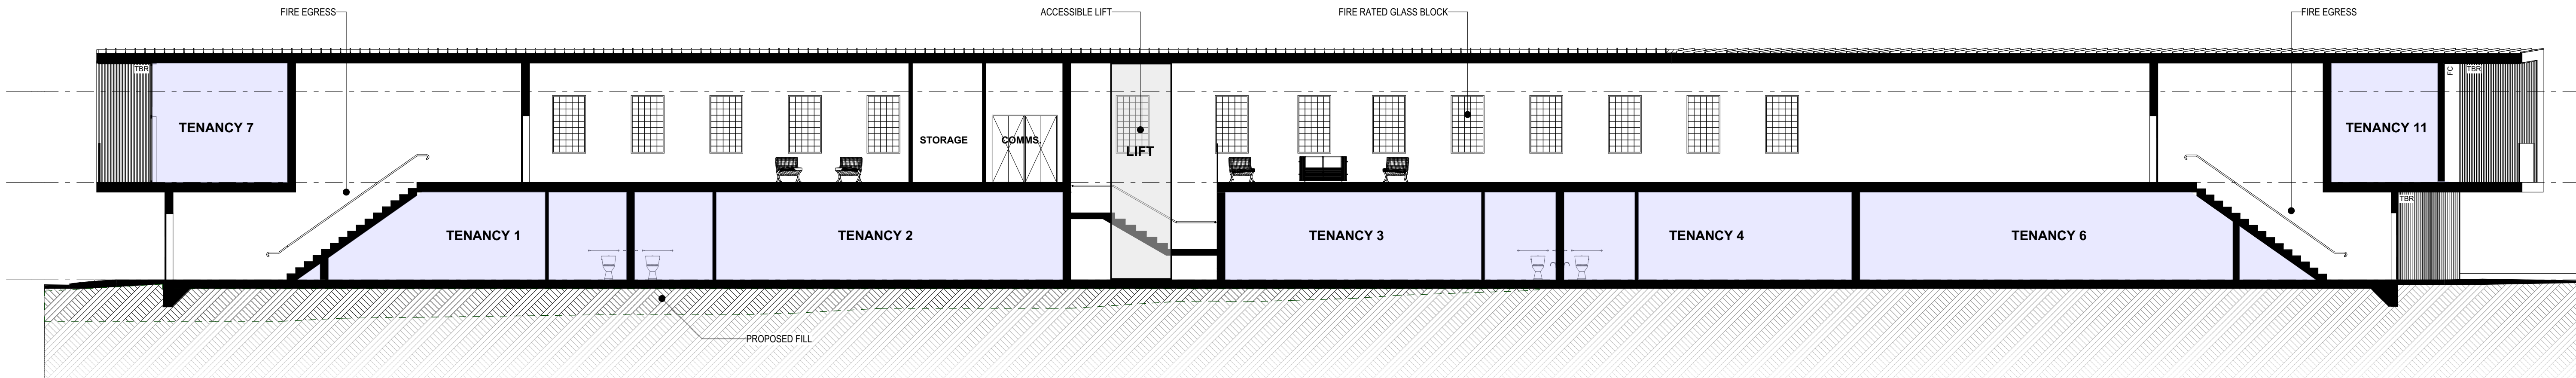 FIRE EGRESS
ACCESSIBLE LIFT
FIRE RATED GLASS BLOCK
FIRE EGRESS
TBR
FC
TBR
TENANCY 7
STORAGE
COMMS.
LIFT
TENANCY 11
TBR
TENANCY 1
TENANCY 2
TENANCY 3
TENANCY 4
TENANCY 6
PROPOSED FILL